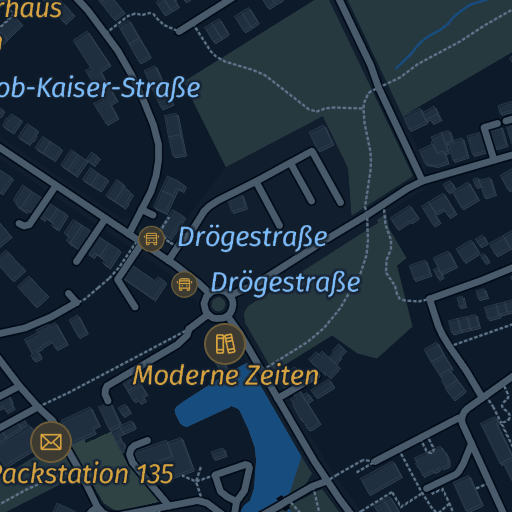 rhaus
ob-Kaiser-Straße
Drögestraße
Drögestraße
Moderne Zeiten
Packstation 135